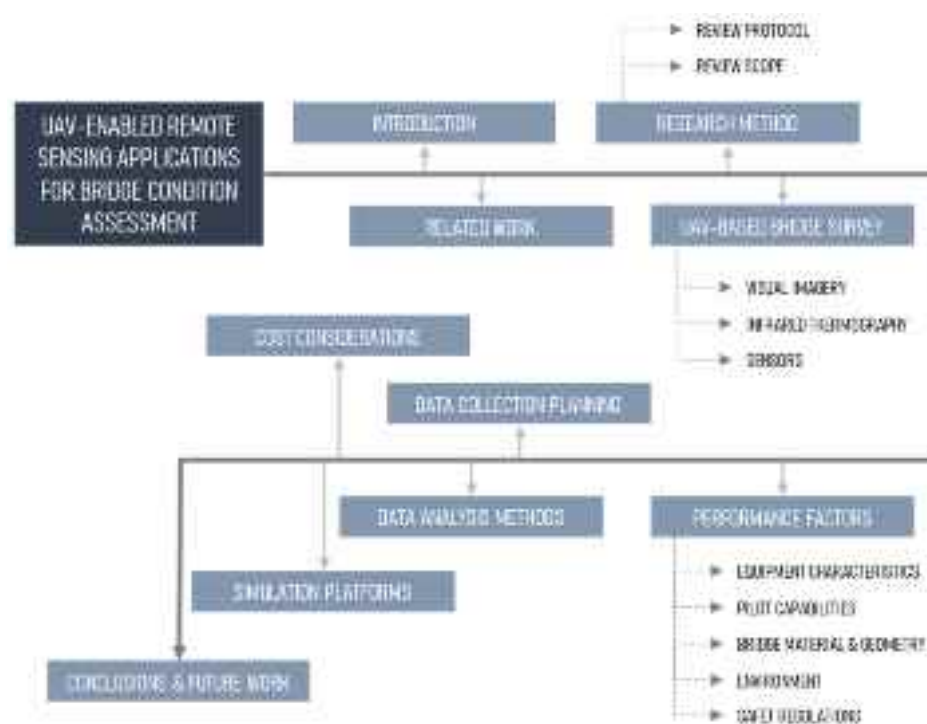 REVIEW PROTOCOL
REVIEW SCOPE
UAV-ENABLED REMOTE
SENSING APPLICATIONS
FOR BRIDGE CONDITION
ASSESSMENT
INTRODUCTION
RESEARCH METHOD
RELATED WORK
UAV-BASED BRIDGE SURVEY
VISUAL IMAGERY
INFRARED THERMOGRAPHY
SENSORS
COST CONSIDERATIONS
DATA COLLECTION PLANNING
DATA ANALYSIS METHODS
PERFORMANCE FACTORS
EQUIPMENT CHARACTERISTICS
SIMULATION PLATFORMS
PILOT CAPABILITIES
BRIDGE MATERIAL & GEOMETRY
CONCLUSIONS & FUTURE WORK
ENVIRONMENT
SAFET REGULATIONS